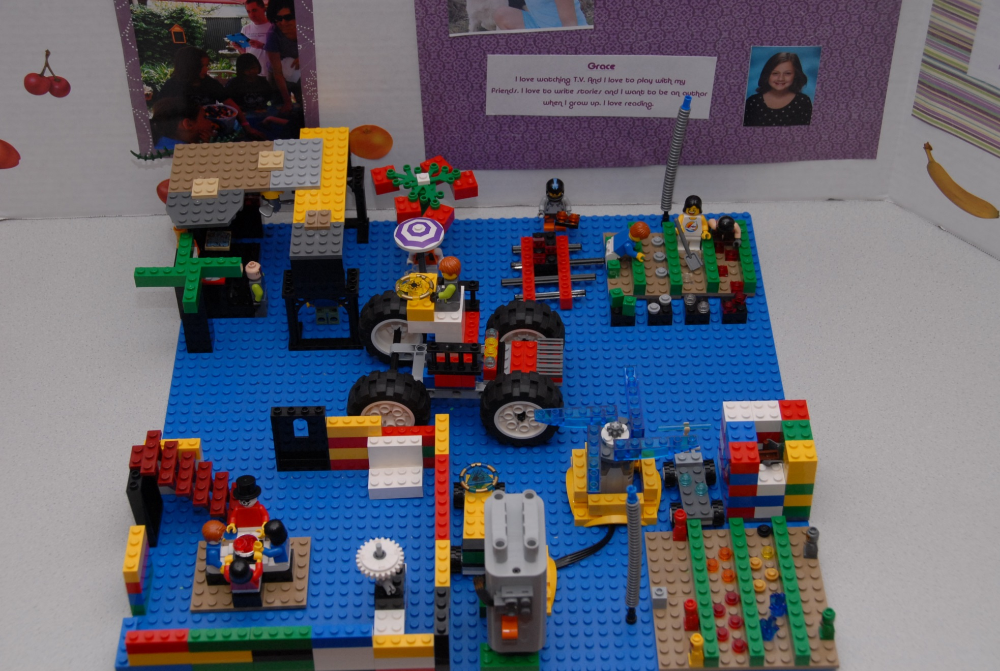 Grace
I love watching T.V. And I love to play with my
Friends. I love to write stories and I want to be an author
when I grow up. I love reading.